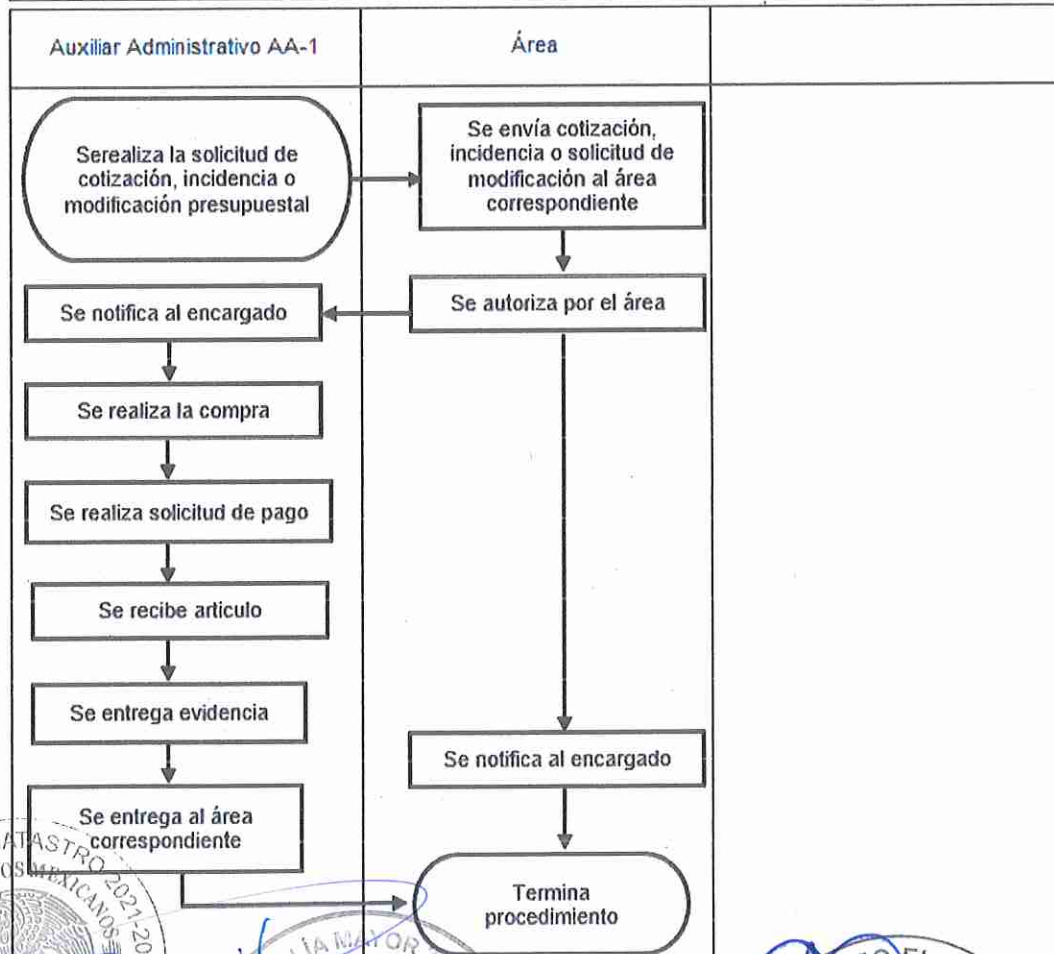 Auxiliar Administrativo AA-1
Área
Serealiza la solicitud de
cotización, incidencia o
modificación presupuestal
Se envía cotización,
incidencia o solicitud de
modificación al área
correspondiente
Se autoriza por el área
Se notifica al encargado
Se realiza la compra
Se realiza solicitud de pago
Se recibe articulo
Se entrega evidencia
Se entrega al área
correspondiente
Se notifica al encargado
Termina
procedimiento